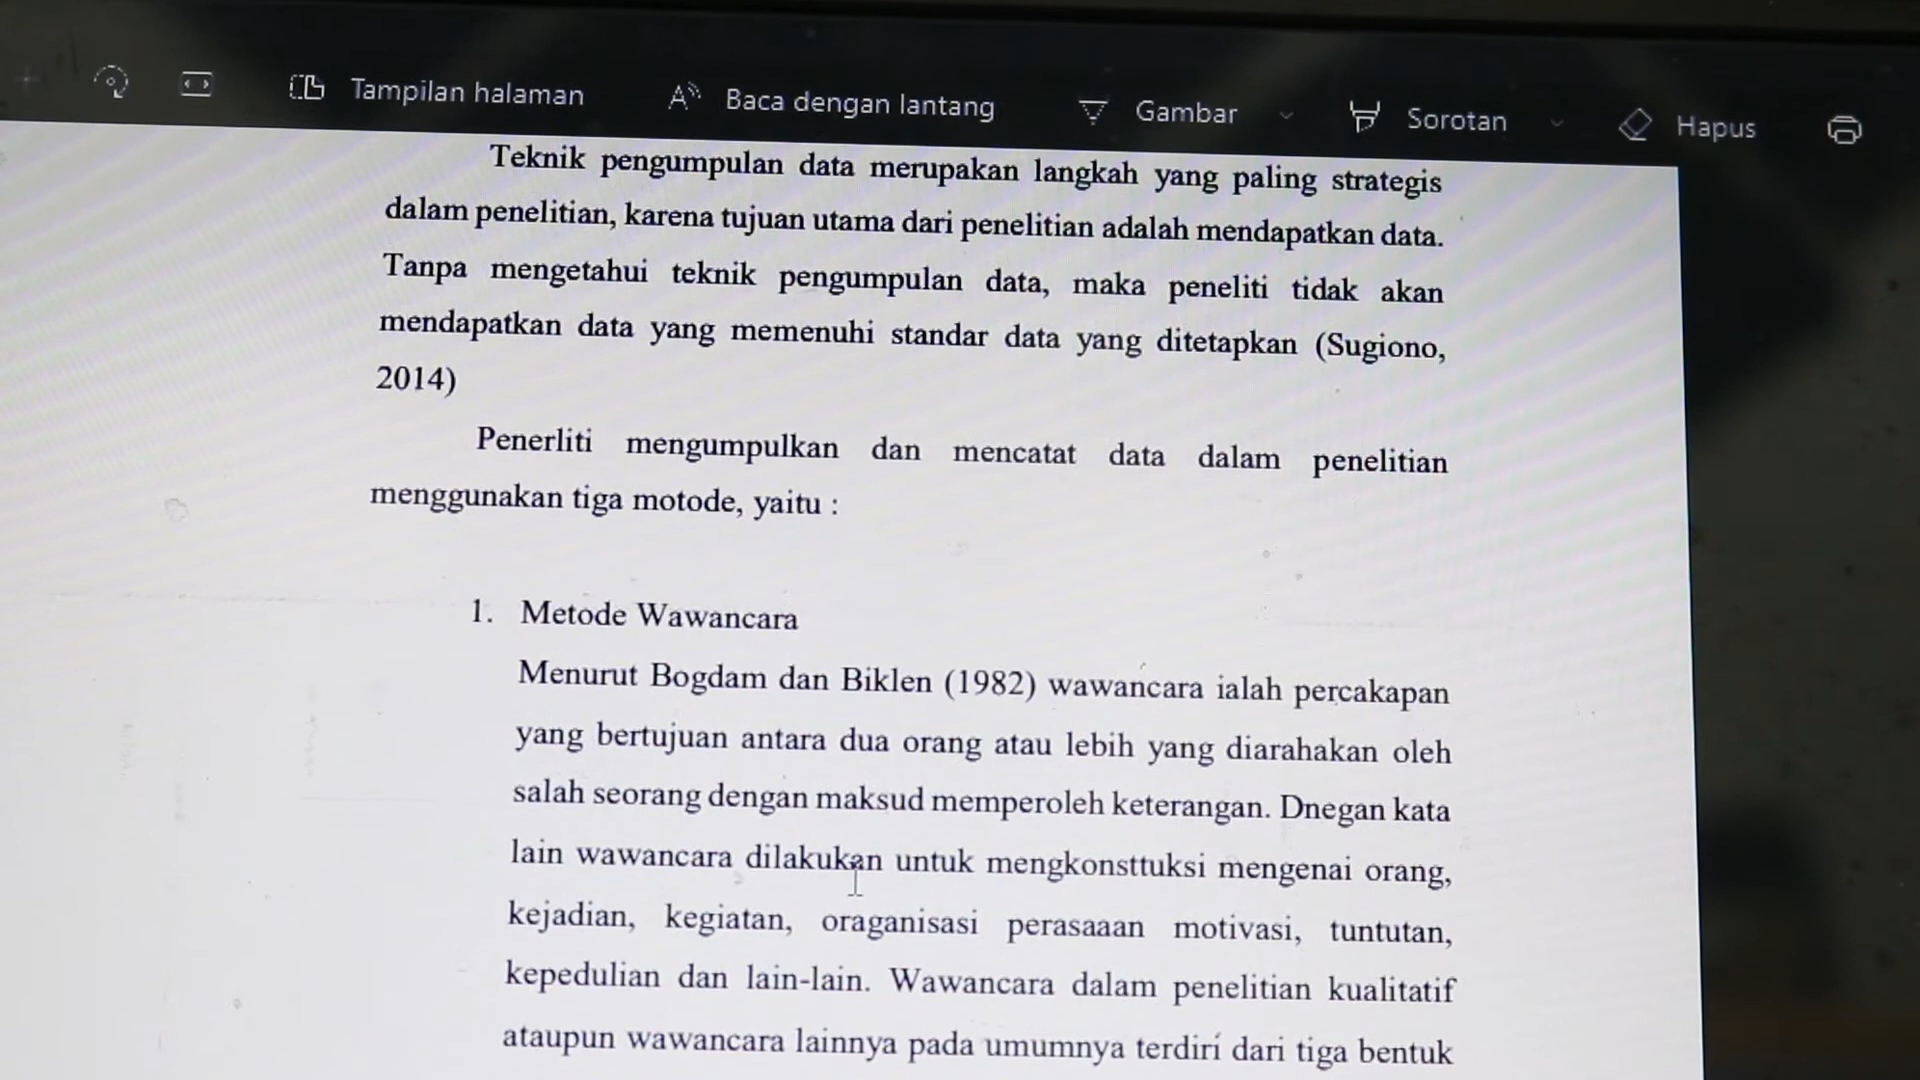 Tampilan halaman
Baca dengan lantang
Gambar
Sorotan
Hapus
Teknik pengumpulan data merupakan langkah yang paling strategis
dalam penelitian, karena tujuan utama dari penelitian adalah mendapatkan data.
Tanpa mengetahui teknik pengumpulan data, maka peneliti tidak akan
mendapatkan data yang memenuhi standar data yang ditetapkan (Sugiono,
2014)
Penerliti mengumpulkan dan mencatat data dalam penelitian
menggunakan tiga motode, yaitu :
1. Metode Wawancara
Menurut Bogdam dan Biklen (1982) wawancara ialah percakapan
yang bertujuan antara dua orang atau lebih yang diarahakan oleh
salah seorang dengan maksud memperoleh keterangan. Dnegan kata
lain wawancara dilakukan untuk mengkonsttuksi mengenai orang,
kejadian, kegiatan, oraganisasi perasaaan motivasi, tuntutan,
kepedulian dan lain-lain. Wawancara dalam penelitian kualitatif
ataupun wawancara lainnya pada umumnya terdiri dari tiga bentuk